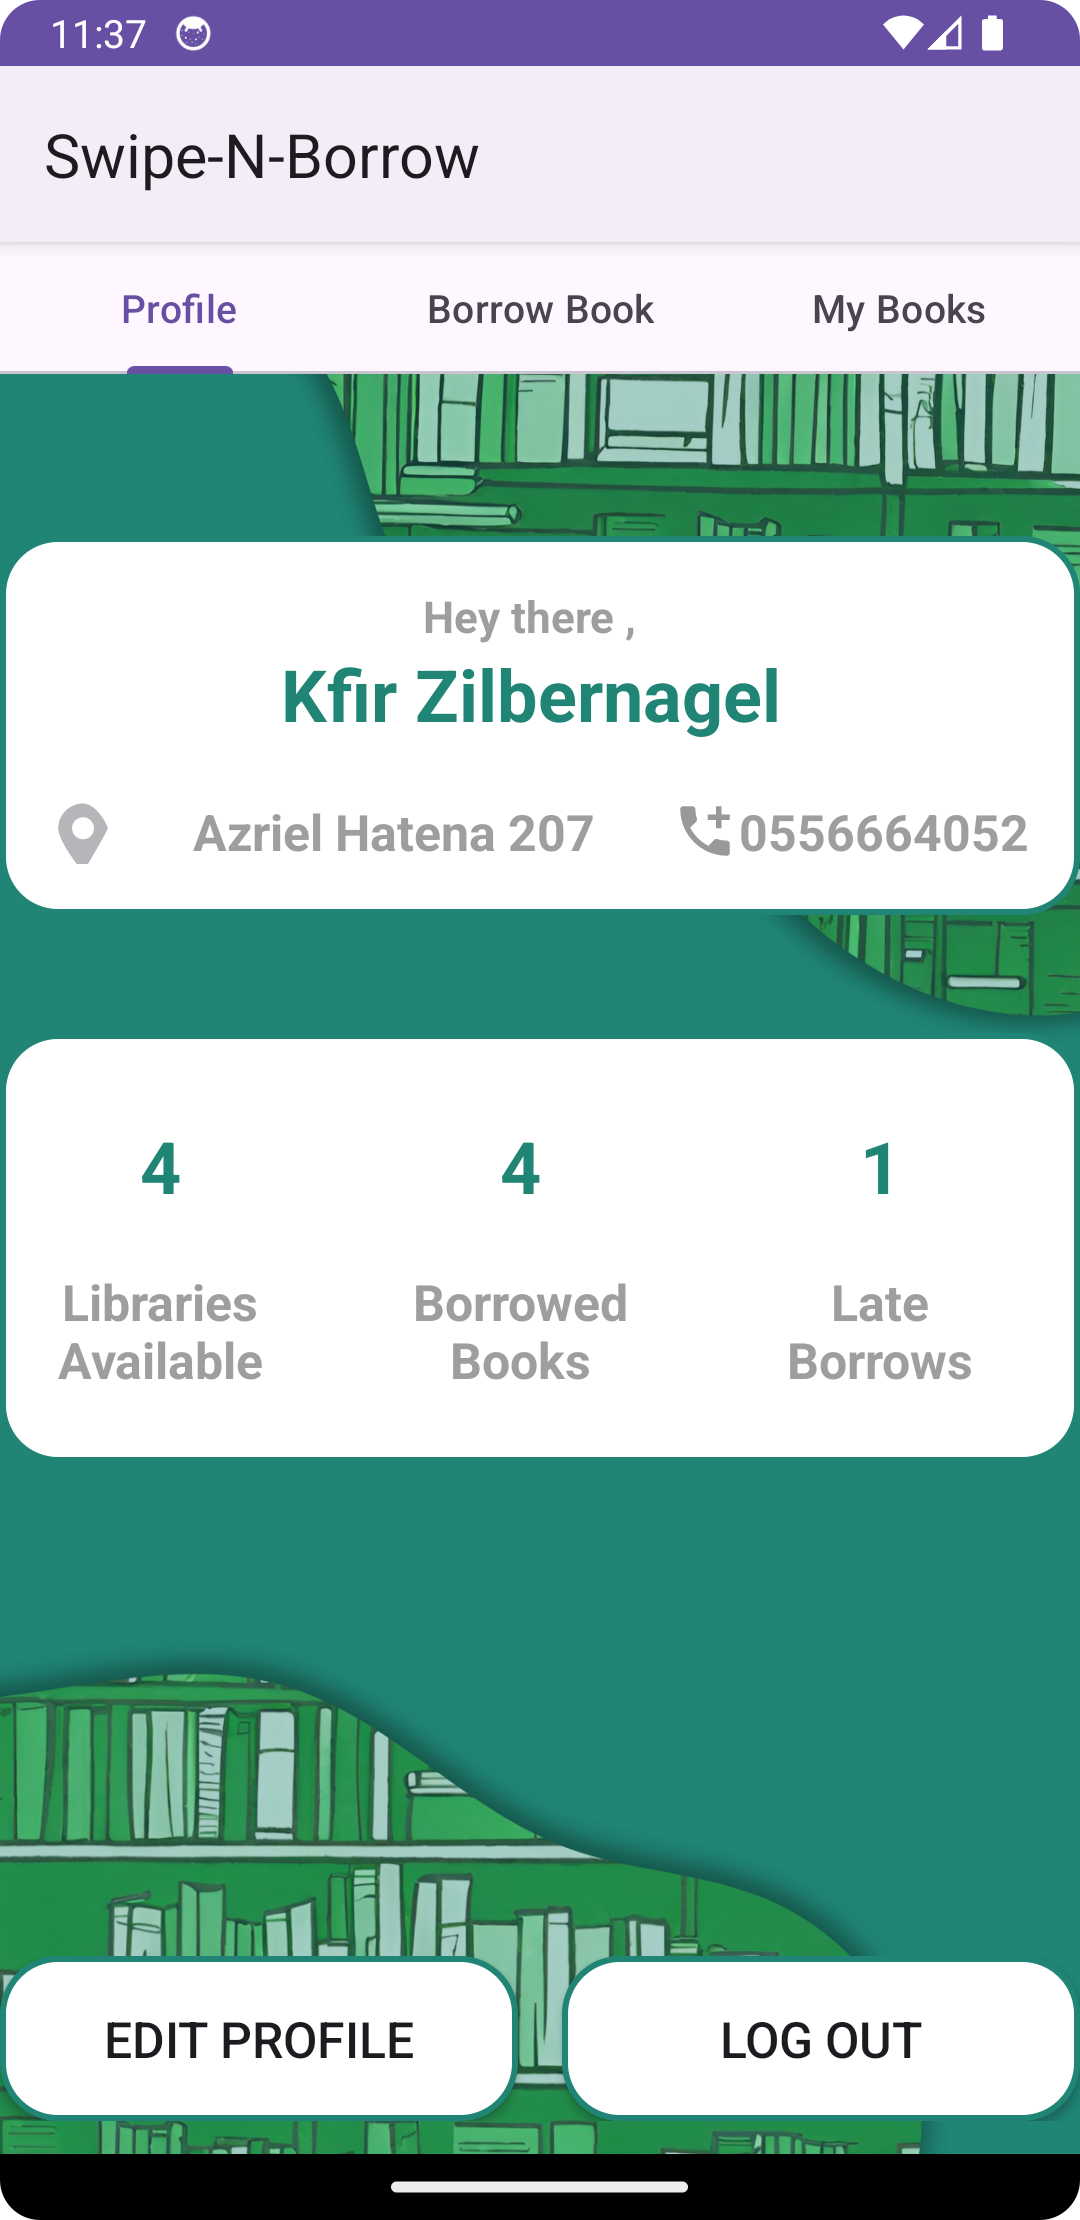 11:37
Swipe-N-Borrow
Profile
Borrow Book
My Books
Hey there ,
Kfir Zilbernagel
Azriel Hatena 207
0556664052
4
4
1
Libraries
Available
Borrowed
Books
Late
Borrows
EDIT PROFILE
LOG OUT